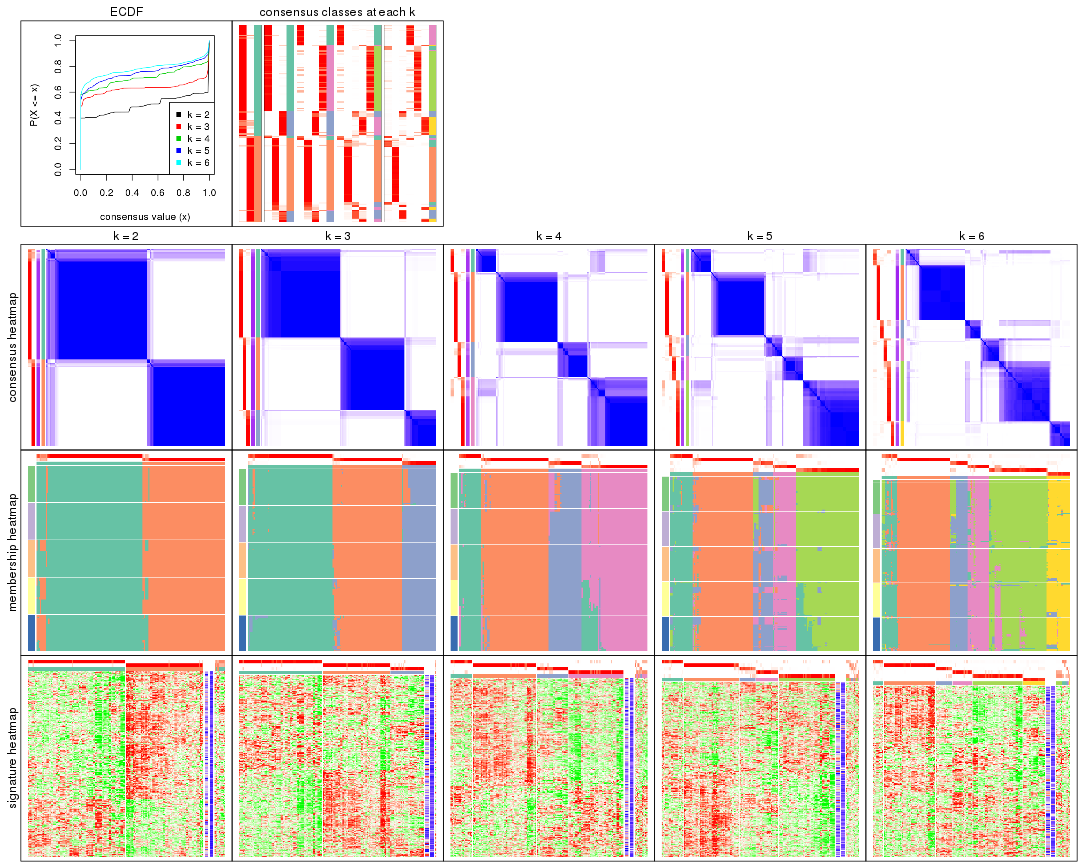 ECDF
consensus classes at each k
P(X <= x)
0.0 0.2 0.4 0.6 0.8 1.0
k = 2
k = 3
k = 4
k = 5
k = 6
0.0 0.2 0.4 0.6 0.8 1.0
consensus value (x)
k = 2
k = 3
k = 4
k = 5
k = 6
consensus heatmap
membership heatmap
signature heatmap